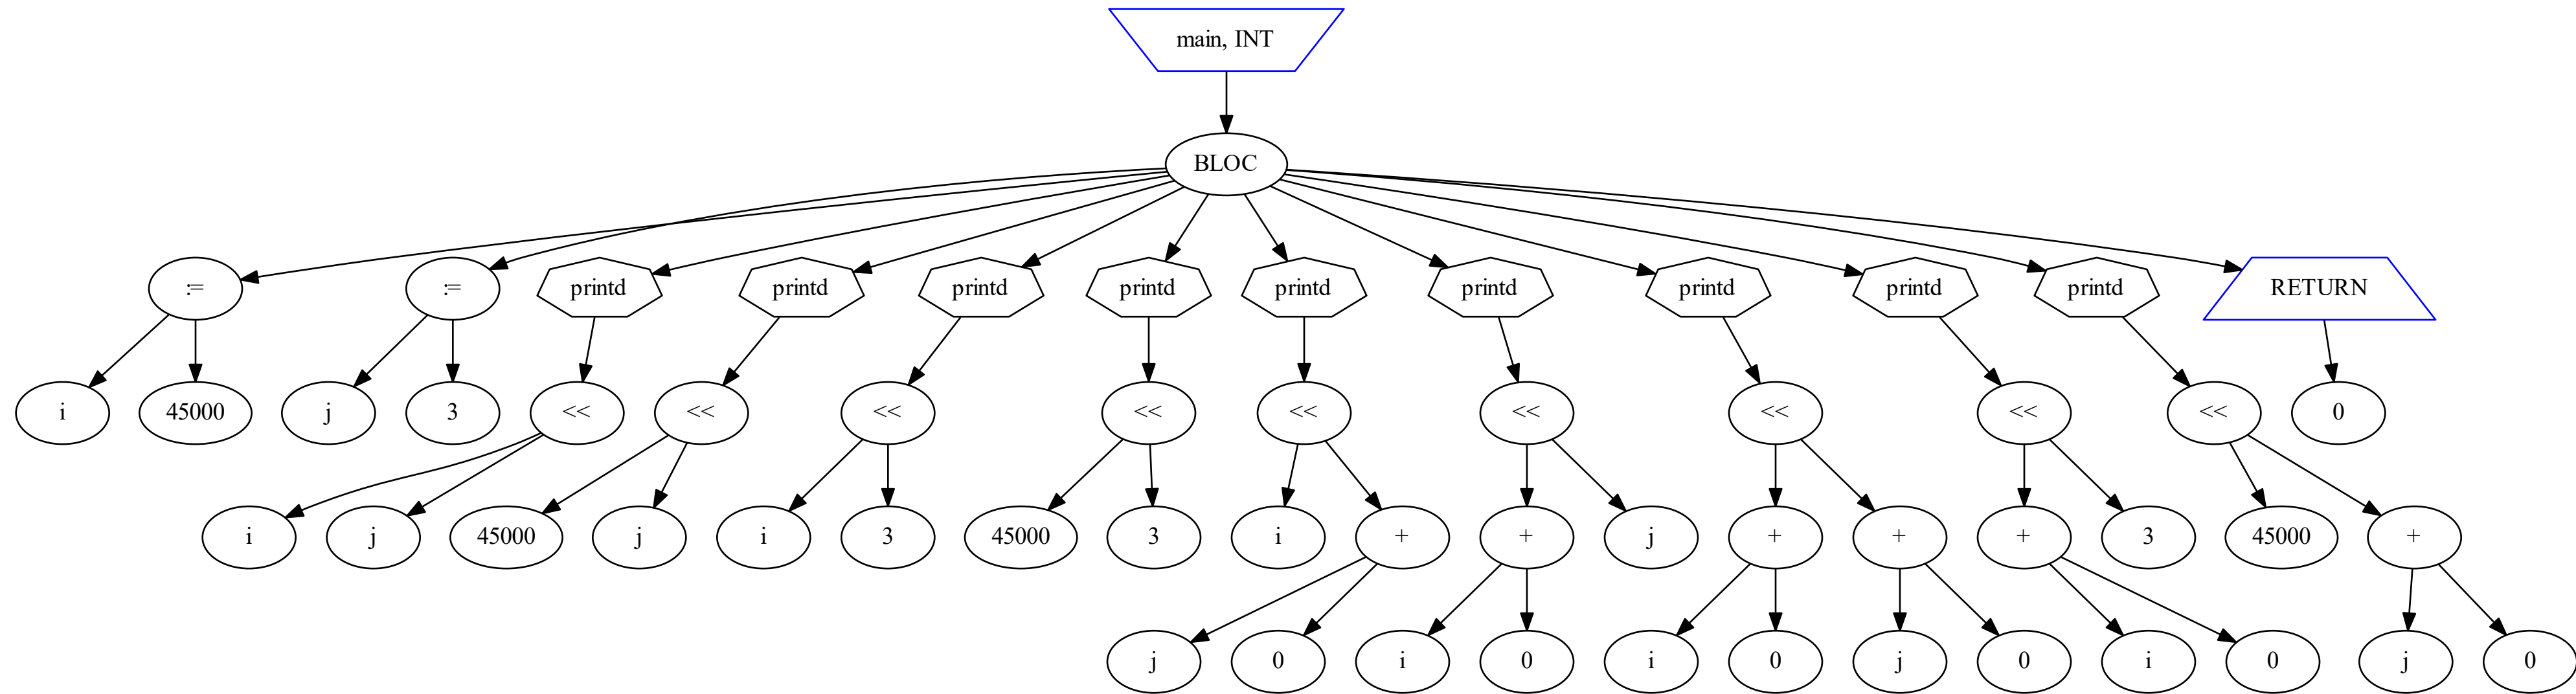 main, INT
BLOC
:= := printd printd printd printd printd printd printd printd printd RETURN
i 45000 j 3 << << << << << << << << << 0
i j 45000 j i 3 45000 3 i + + j + + + 3 45000 +
j 0 i 0 i 0 j 0 i 0 j 0